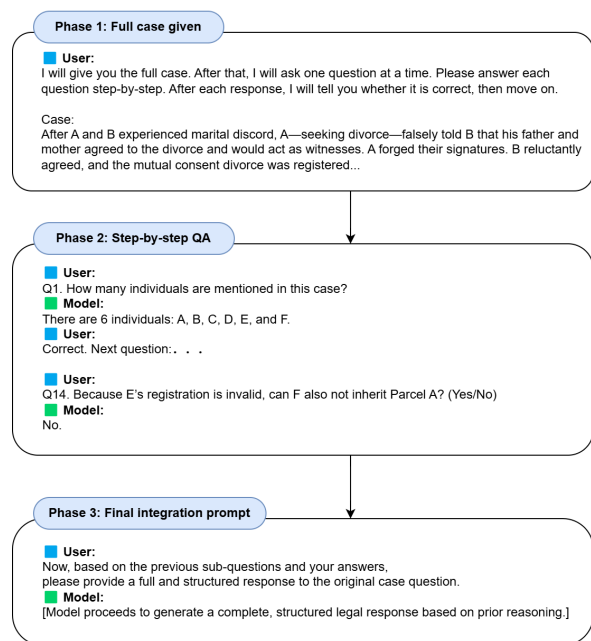 Phase 1: Full case given
User:
I will give you the full case. After that, I will ask one question at a time. Please answer each
question step-by-step. After each response, I will tell you whether it is correct, then move on.
Case:
After A and B experienced marital discord, A—seeking divorce—falsely told B that his father and
mother agreed to the divorce and would act as witnesses. A forged their signatures. B reluctantly
agreed, and the mutual consent divorce was registered...
Phase 2: Step-by-step QA
User:
Q1. How many individuals are mentioned in this case?
Model:
There are 6 individuals: A, B, C, D, E, and F.
User:
Correct. Next question: . . .
User:
Q14. Because E's registration is invalid, can F also not inherit Parcel A? (Yes/No)
Model:
No.
Phase 3: Final integration prompt
User:
Now, based on the previous sub-questions and your answers,
please provide a full and structured response to the original case question.
Model:
[Model proceeds to generate a complete, structured legal response based on prior reasoning.]